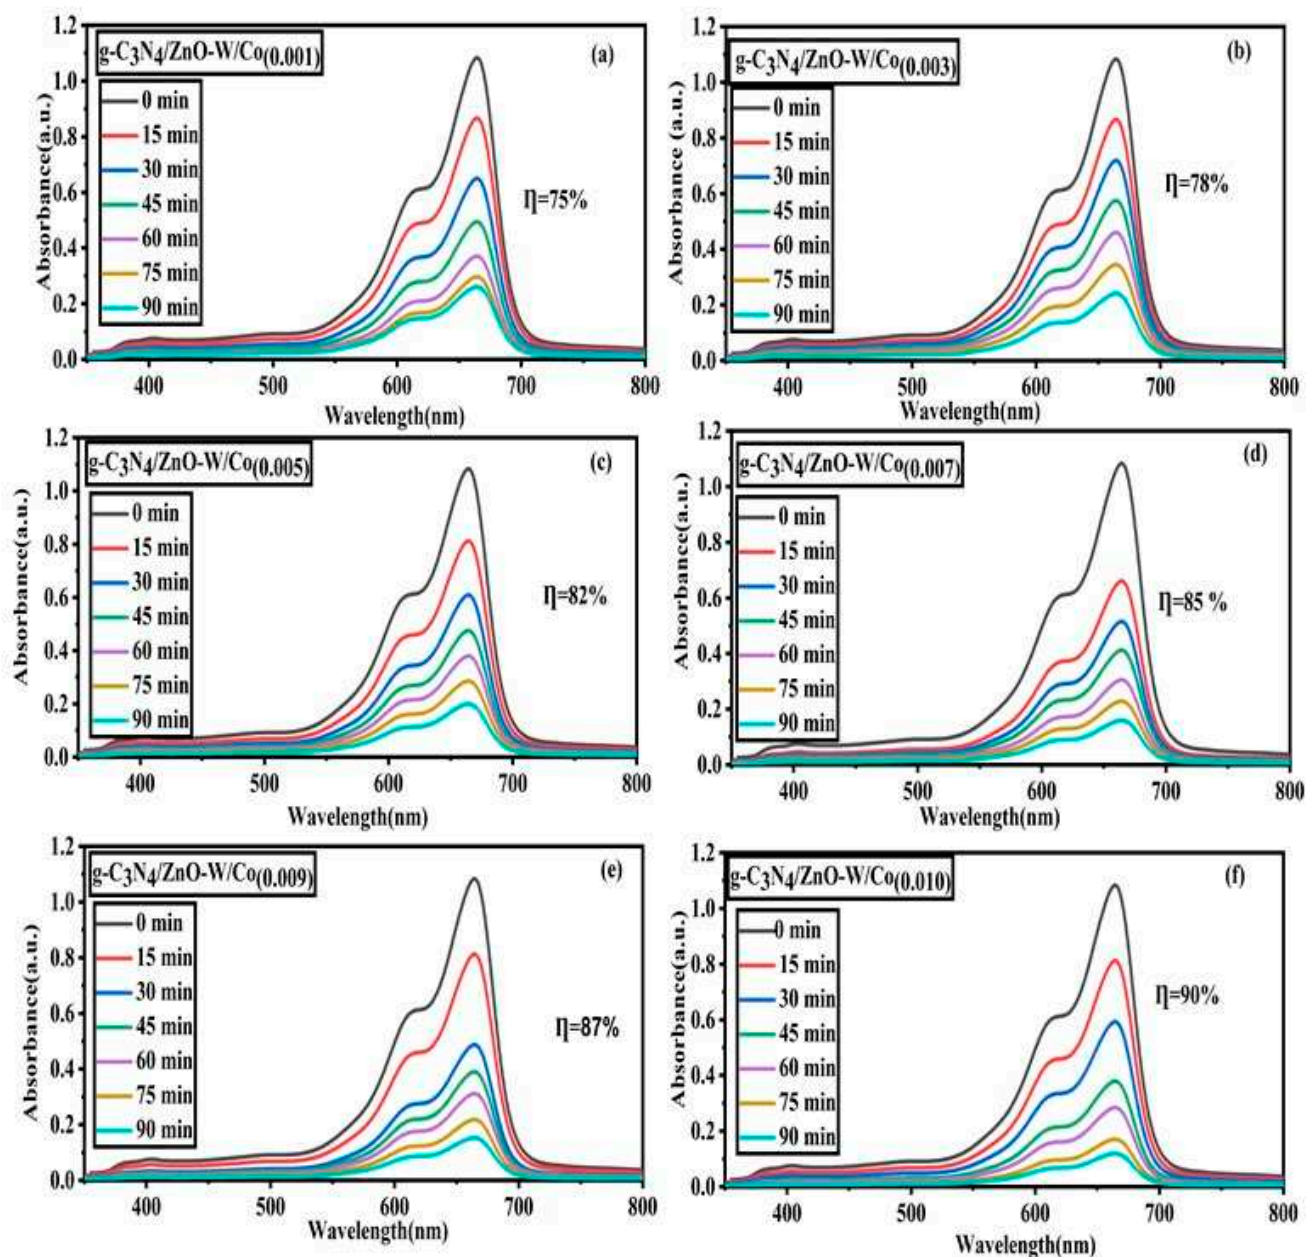 g-C3N4/ZnO-W/Co(0.001)
(a)
0 min
15 min
30 min
45 min
60 min
75 min
90 min
η=75%
Absorbance(a.u.)
1.2
1.0
0.8
0.6
0.4
0.2
0.0
400 500 600 700 800
Wavelength(nm)
g-C3N4/ZnO-W/Co(0.003)
(b)
0 min
15 min
30 min
45 min
60 min
75 min
90 min
η=78%
Absorbance (a.u.)
1.2
1.0
0.8
0.6
0.4
0.2
0.0
400 500 600 700 800
Wavelength(nm)
g-C3N4/ZnO-W/Co(0.005)
(c)
0 min
15 min
30 min
45 min
60 min
75 min
90 min
η=82%
Absorbance(a.u.)
1.2
1.0
0.8
0.6
0.4
0.2
0.0
400 500 600 700 800
Wavelength(nm)
g-C3N4/ZnO-W/Co(0.007)
(d)
0 min
15 min
30 min
45 min
60 min
75 min
90 min
η=85 %
Absorbance(a.u.)
1.2
1.0
0.8
0.6
0.4
0.2
0.0
400 500 600 700 800
Wavelength(nm)
g-C3N4/ZnO-W/Co(0.009)
(e)
0 min
15 min
30 min
45 min
60 min
75 min
90 min
η=87%
Absorbance(a.u.)
1.2
1.0
0.8
0.6
0.4
0.2
0.0
400 500 600 700 800
Wavelength(nm)
g-C3N4/ZnO-W/Co(0.010)
(f)
0 min
15 min
30 min
45 min
60 min
75 min
90 min
η=90%
Absorbance(a.u.)
1.2
1.0
0.8
0.6
0.4
0.2
0.0
400 500 600 700 800
Wavelength(nm)